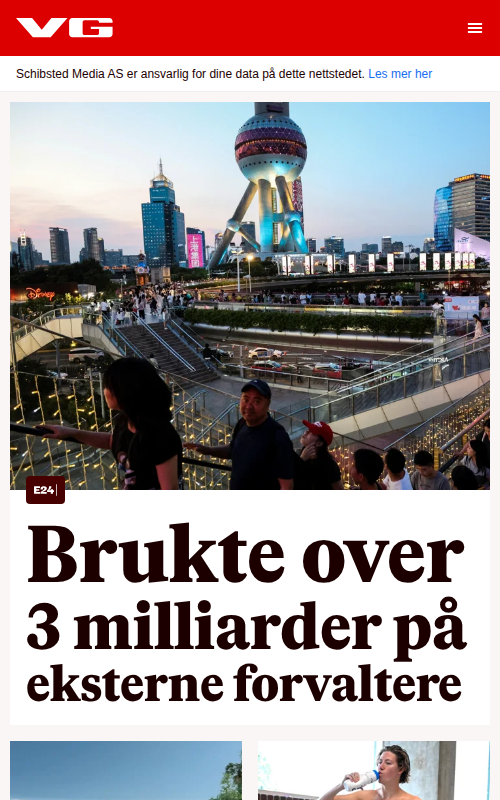 VG
Schibsted Media AS er ansvarlig for dine data på dette nettstedet. Les mer her
Disney
E24
Brukte over
3 milliarder på
eksterne forvaltere